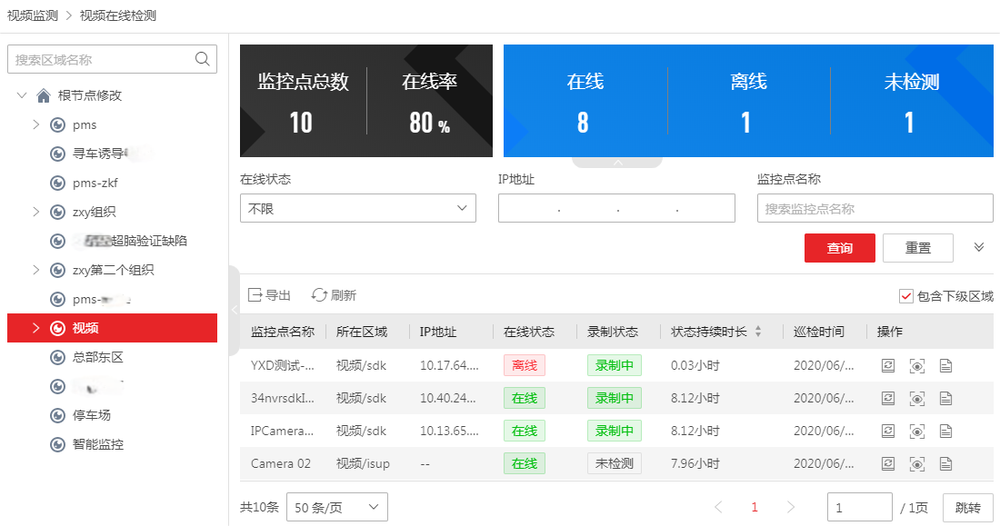 视频监测 > 视频在线检测
搜索区域名称
根节点修改
pms
寻车诱导
pms-zkf
zxy组织
超脑验证缺陷
zxy第二个组织
pms-
视频
总部东区
停车场
智能监控
监控点总数 在线率 在线 离线 未检测
10 80 % 8 1 1
在线状态 IP地址 监控点名称
不限 . . . 搜索监控点名称
查询 重置
导出 刷新 包含下级区域
监控点名称 所在区域 IP地址 在线状态 录制状态 状态持续时长 巡检时间 操作
YXD测试-... 视频/sdk 10.17.64.... 离线 录制中 0.03小时 2020/06/...
34nvrsdkI... 视频/sdk 10.40.24... 在线 录制中 8.12小时 2020/06/...
IPCamera... 视频/sdk 10.13.65.... 在线 录制中 8.12小时 2020/06/...
Camera 02 视频/isup -- 在线 未检测 7.96小时 2020/06/...
共10条 50 条/页 < 1 > 1 / 1页 跳转